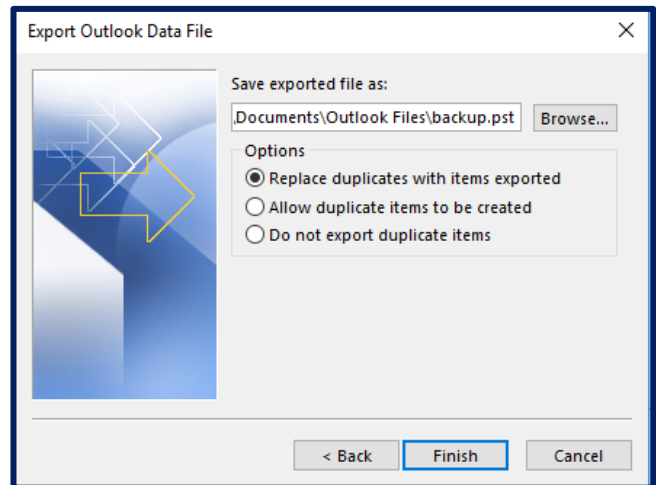 Export Outlook Data File
Save exported file as:
Documents\Outlook Files\backup.pst
Browse...
Options
Replace duplicates with items exported
Allow duplicate items to be created
Do not export duplicate items
< Back
Finish
Cancel